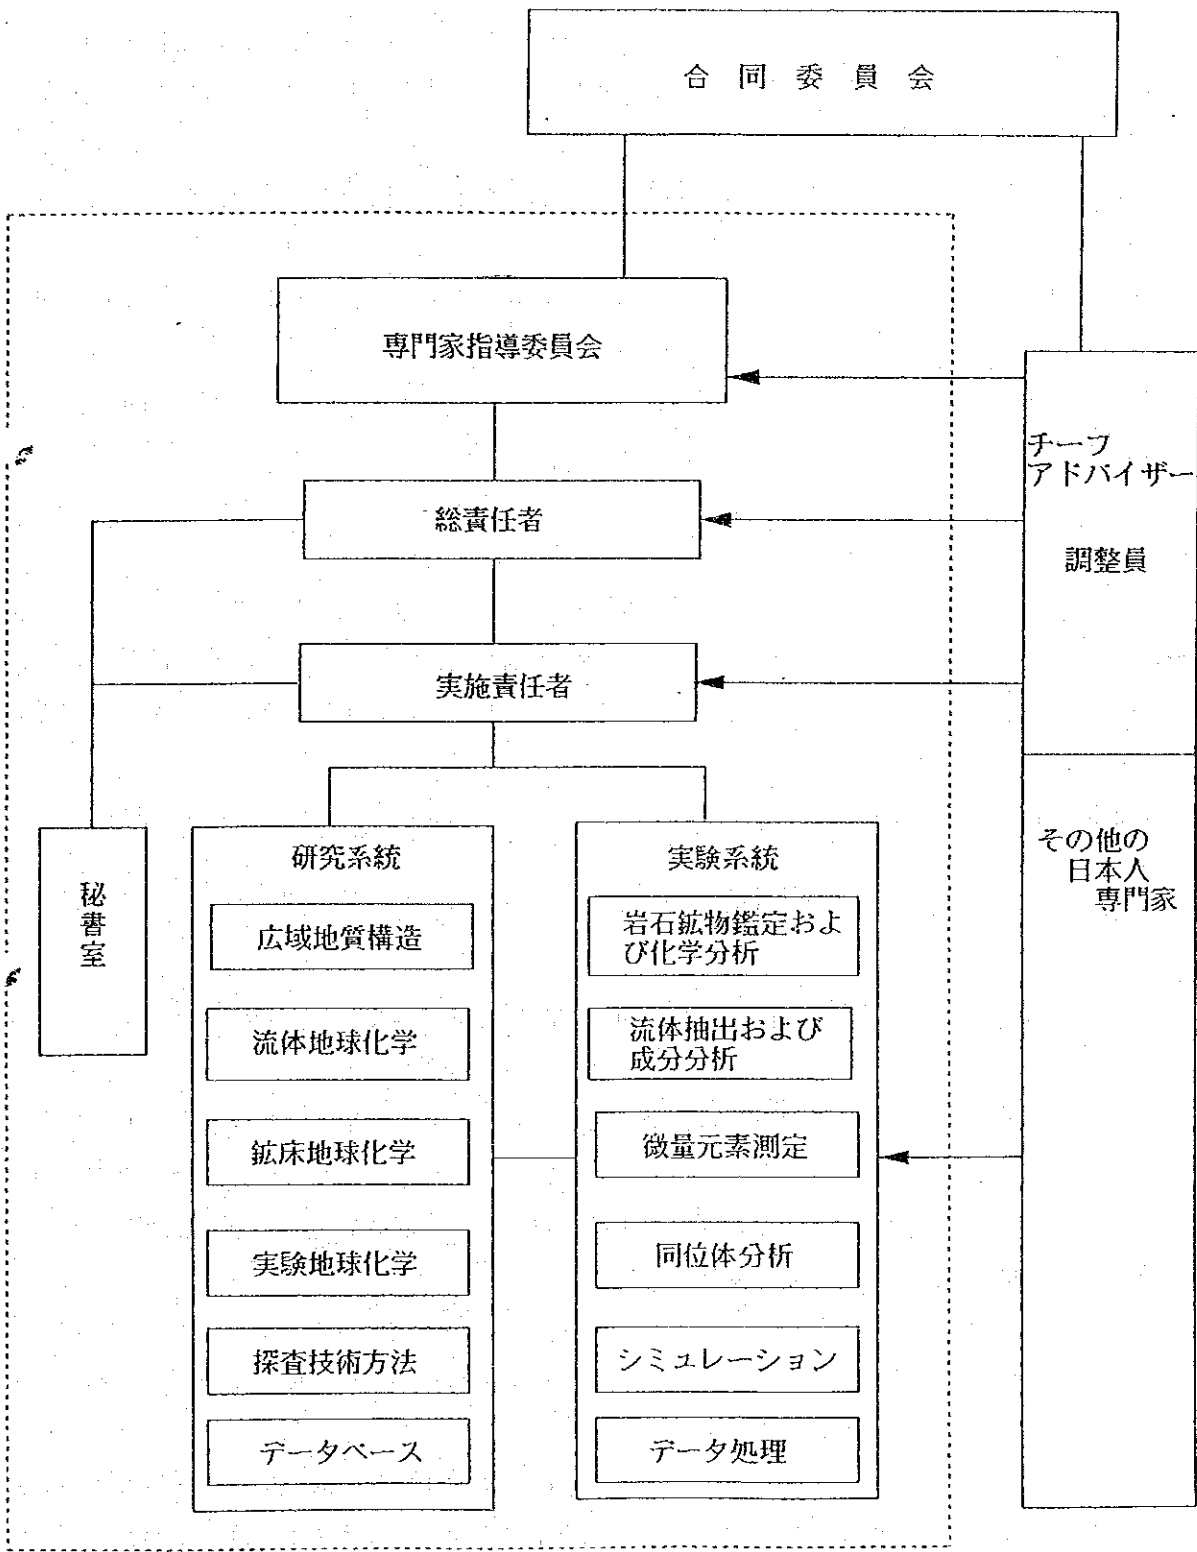 合同委員会
専門家指導委員会
チーフ
アドバイザー
総責任者
調整員
実施責任者
秘書室
研究系統
広域地質構造
流体地球化学
鉱床地球化学
実験地球化学
探査技術方法
データベース
実験系統
岩石鉱物鑑定およ
び化学分析
流体抽出および
成分分析
微量元素測定
同位体分析
シミュレーション
データ処理
その他の
日本人
専門家